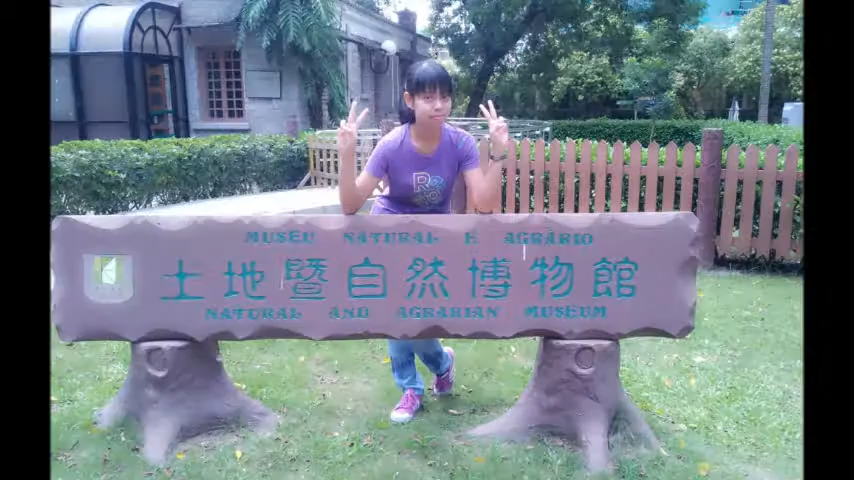 MUSEU NATURAL E AGRÁRIO
土地暨自然博物館
NATURAL AND AGRARIAN MUSEUM